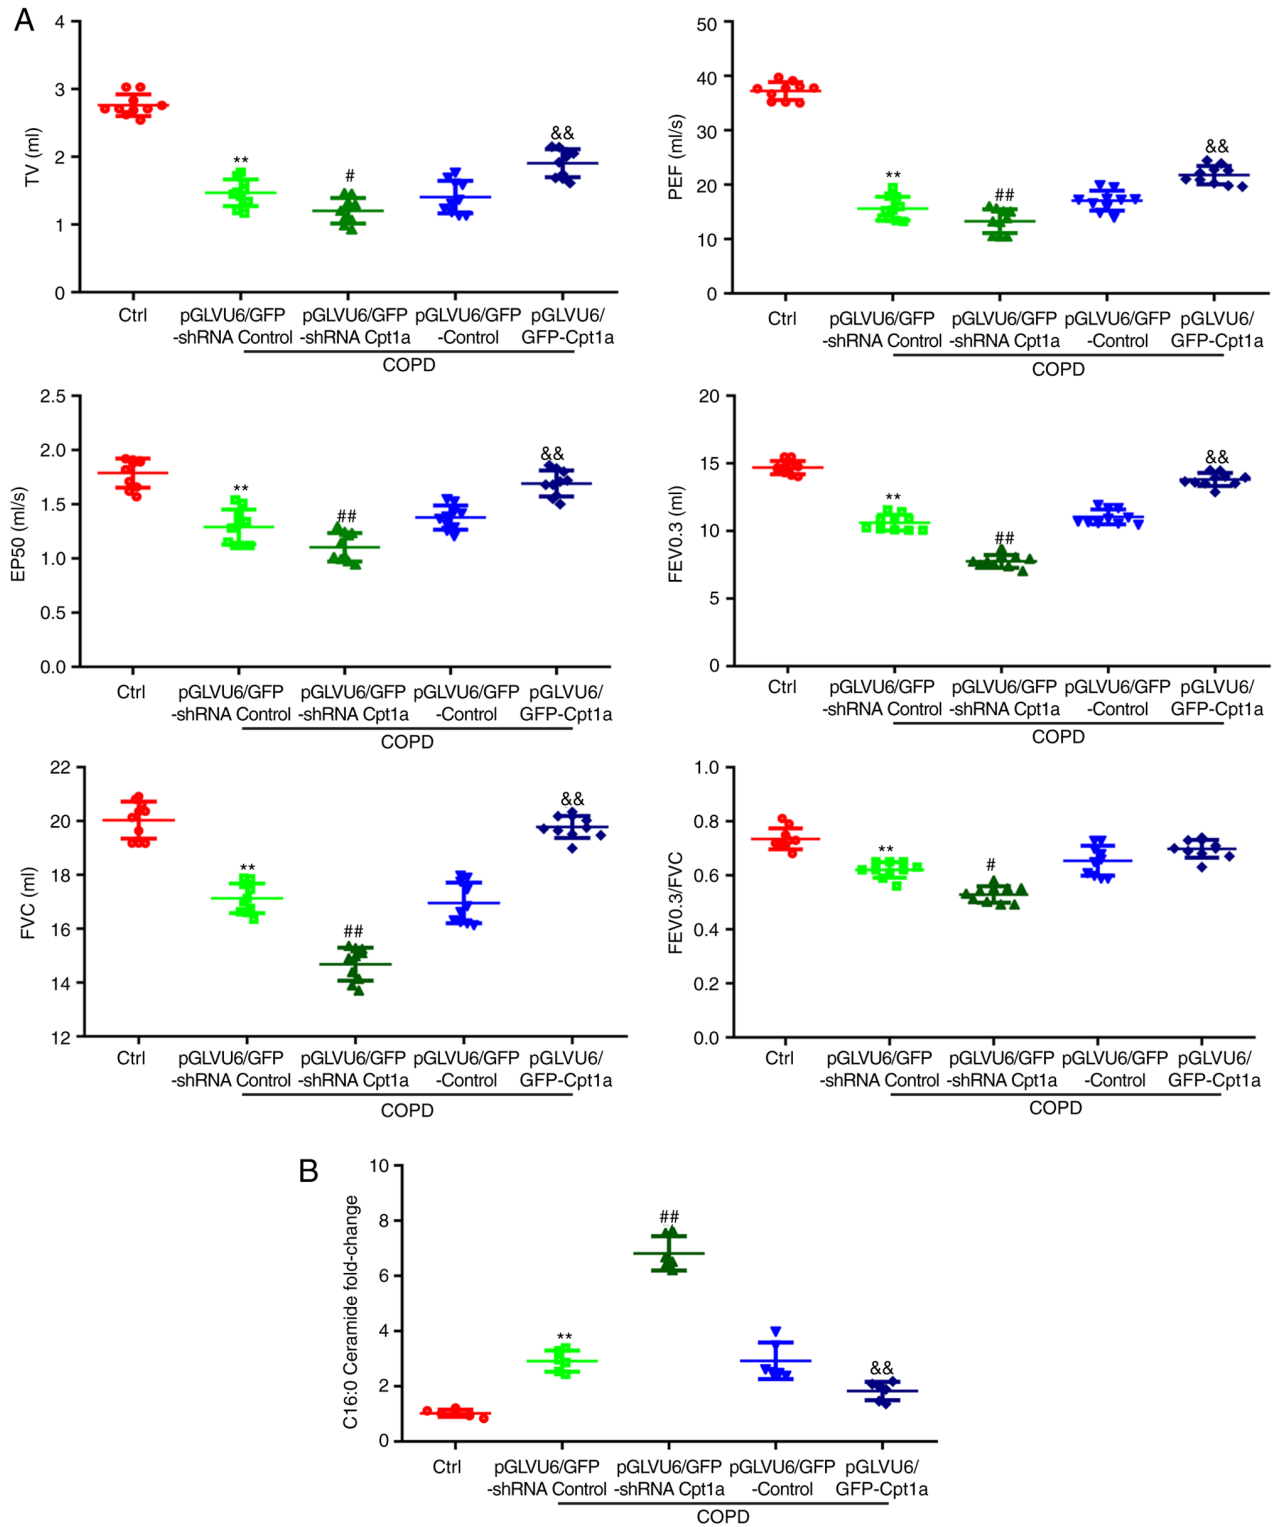 A
4
3
2
1
0
TV (ml)
**
#
&&
Ctrl
pGLVU6/GFP
-shRNA Control
pGLVU6/GFP
-shRNA Cpt1a
pGLVU6/GFP
-Control
pGLVU6/
GFP-Cpt1a
COPD
50
40
30
20
10
0
PEF (ml/s)
**
##
&&
Ctrl
pGLVU6/GFP
-shRNA Control
pGLVU6/GFP
-shRNA Cpt1a
pGLVU6/GFP
-Control
pGLVU6/
GFP-Cpt1a
COPD
2.5
2.0
1.5
1.0
0.5
0.0
EP50 (ml/s)
**
##
&&
Ctrl
pGLVU6/GFP
-shRNA Control
pGLVU6/GFP
-shRNA Cpt1a
pGLVU6/GFP
-Control
pGLVU6/
GFP-Cpt1a
COPD
20
15
10
5
0
FEV0.3 (ml)
**
##
&&
Ctrl
pGLVU6/GFP
-shRNA Control
pGLVU6/GFP
-shRNA Cpt1a
pGLVU6/GFP
-Control
pGLVU6/
GFP-Cpt1a
COPD
22
20
18
16
14
12
FVC (ml)
**
##
&&
Ctrl
pGLVU6/GFP
-shRNA Control
pGLVU6/GFP
-shRNA Cpt1a
pGLVU6/GFP
-Control
pGLVU6/
GFP-Cpt1a
COPD
1.0
0.8
0.6
0.4
0.2
0.0
FEV0.3/FVC
**
#
Ctrl
pGLVU6/GFP
-shRNA Control
pGLVU6/GFP
-shRNA Cpt1a
pGLVU6/GFP
-Control
pGLVU6/
GFP-Cpt1a
COPD
B
10
8
6
4
2
0
C16:0 Ceramide fold-change
**
##
&&
Ctrl
pGLVU6/GFP
-shRNA Control
pGLVU6/GFP
-shRNA Cpt1a
pGLVU6/GFP
-Control
pGLVU6/
GFP-Cpt1a
COPD